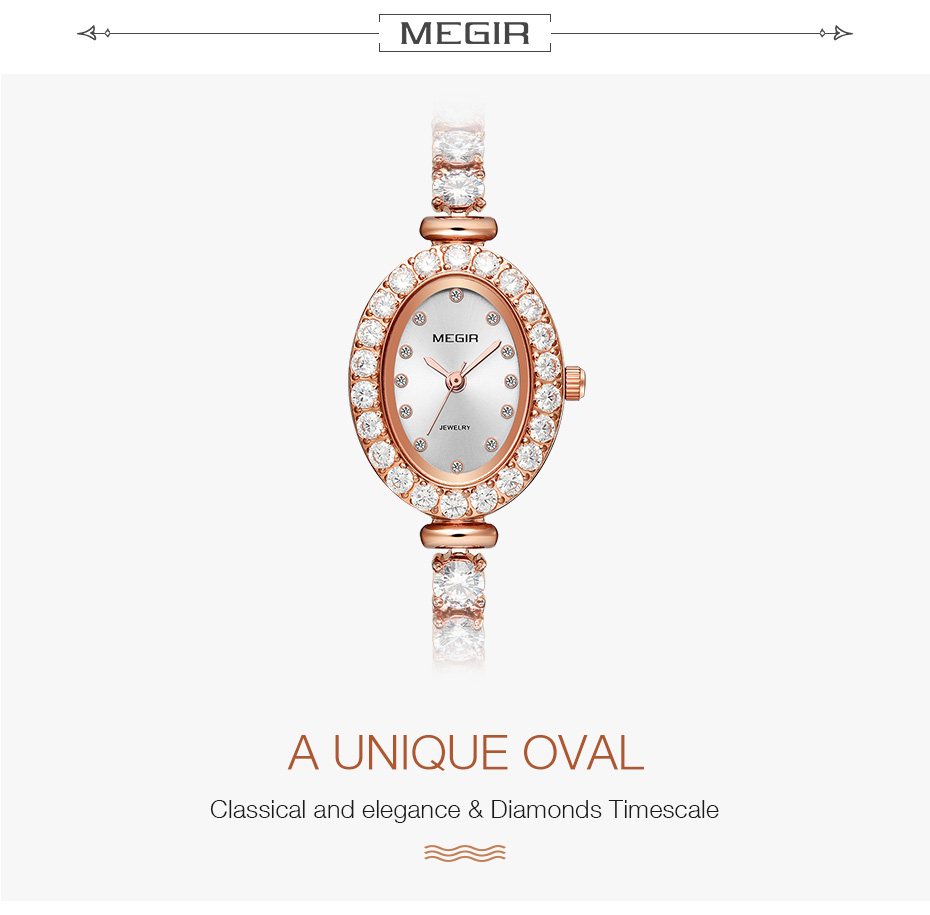 MEGIR
MEGIR
JEWELRY
A UNIQUE OVAL
Classical and elegance & Diamonds Timescale